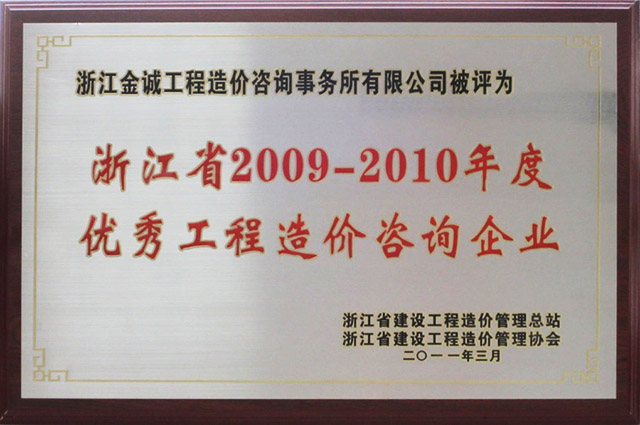 浙江金诚工程造价咨询事务所有限公司被评为
浙江省2009-2010年度
优秀工程造价咨询企业
浙江省建设工程造价管理总站
浙江省建设工程造价管理协会
二〇一一年三月